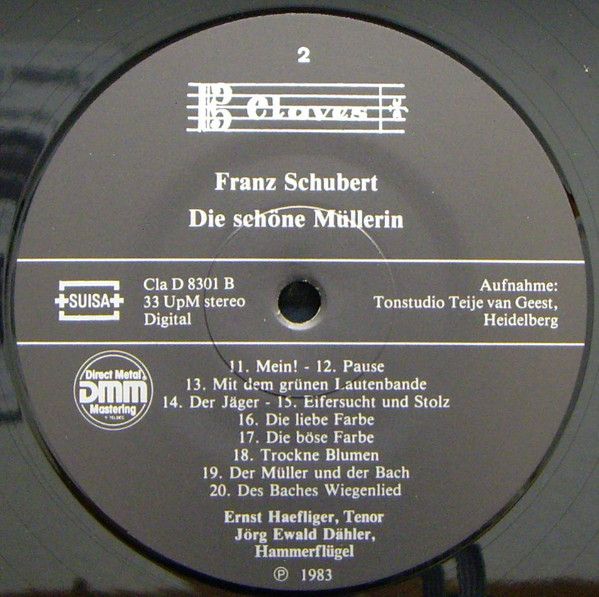 2
Claves
Franz Schubert
Die schöne Müllerin
SUISA
Cla D 8301 B
33 UpM stereo
Digital
Aufnahme:
Tonstudio Teije van Geest,
Heidelberg
Direct Metal
DMM
Mastering
11. Mein! - 12. Pause
13. Mit dem grünen Lautenbande
14. Der Jäger - 15. Eifersucht und Stolz
16. Die liebe Farbe
17. Die böse Farbe
18. Trockne Blumen
19. Der Müller und der Bach
20. Des Baches Wiegenlied
Ernst Haefliger, Tenor
Jörg Ewald Dähler,
Hammerflügel
℗ 1983